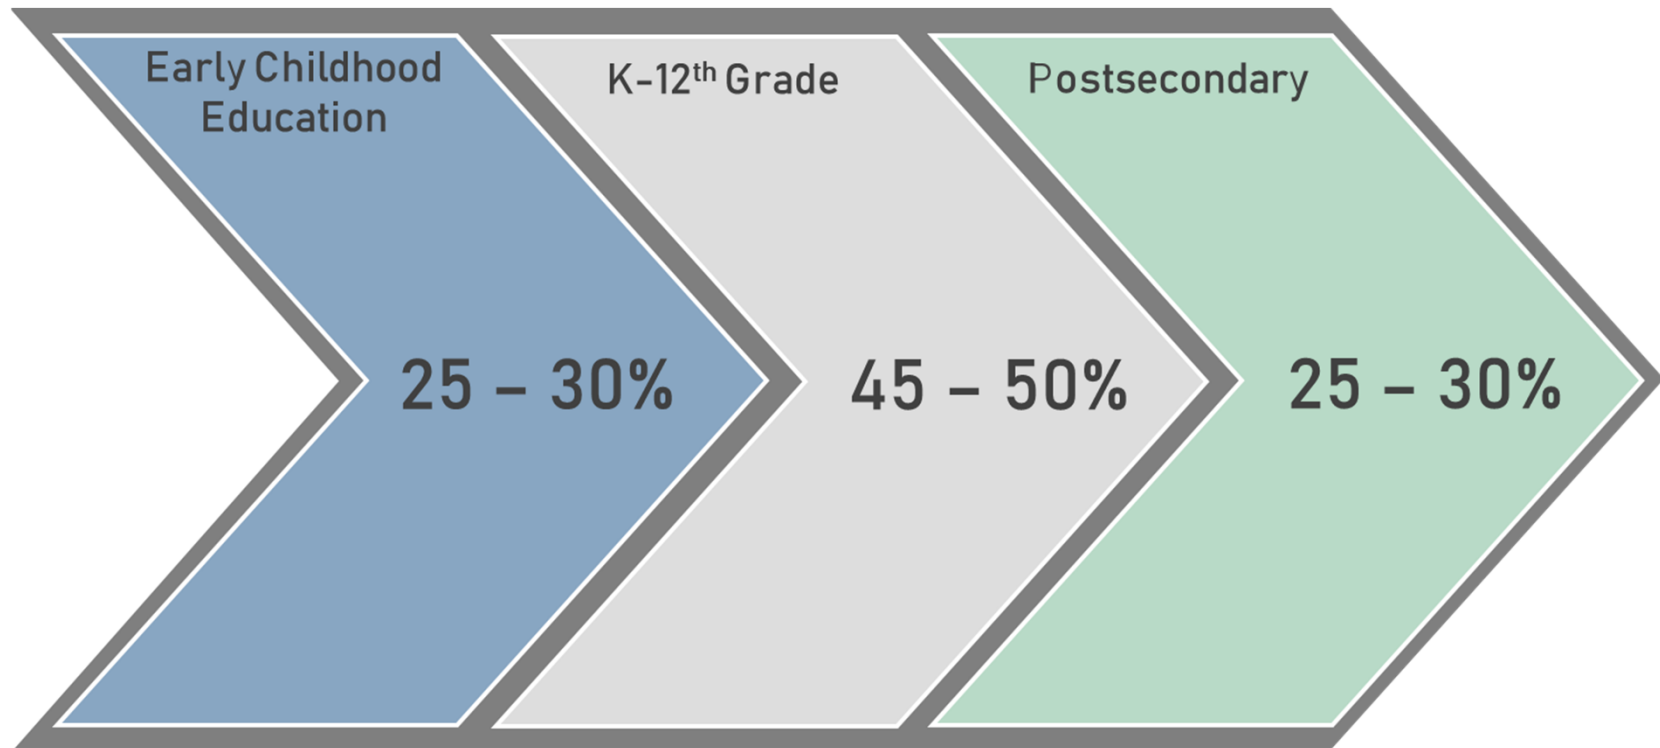 Early Childhood
Education
K-12th Grade
Postsecondary
25 – 30%
45 – 50%
25 – 30%